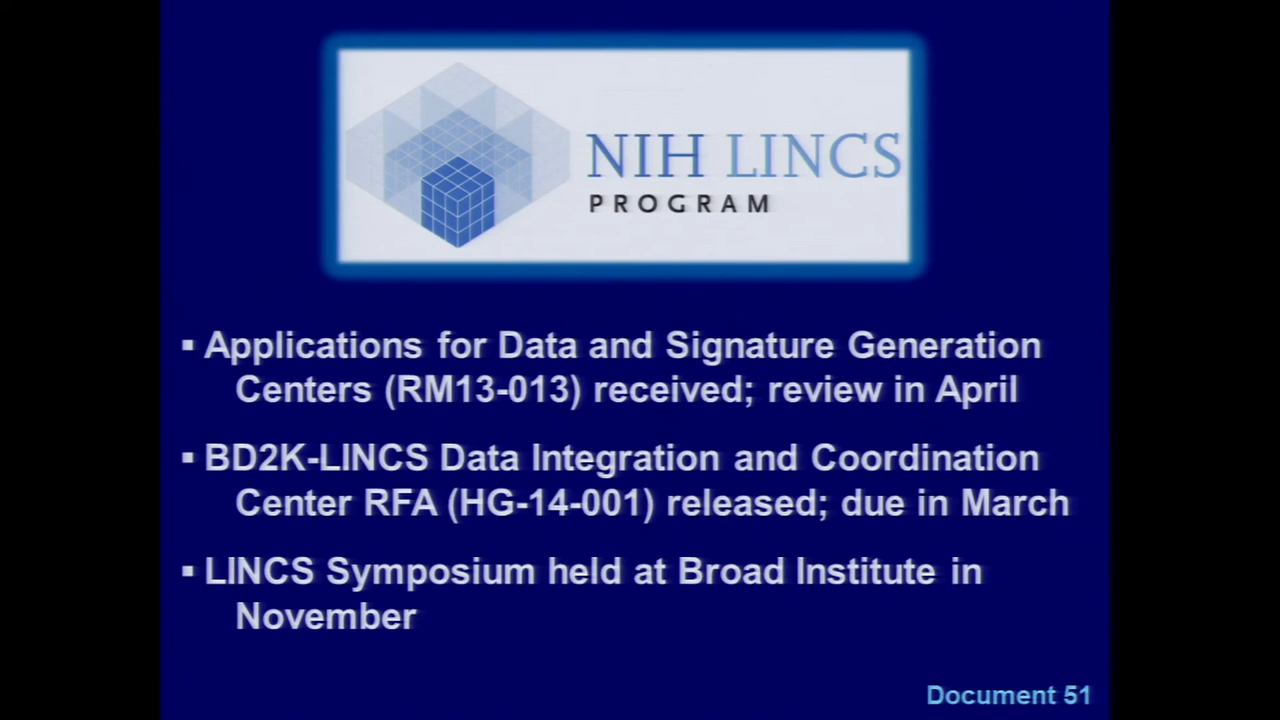 NIH LINCS
PROGRAM
▪ Applications for Data and Signature Generation
Centers (RM13-013) received; review in April
▪ BD2K-LINCS Data Integration and Coordination
Center RFA (HG-14-001) released; due in March
▪ LINCS Symposium held at Broad Institute in
November
Document 51